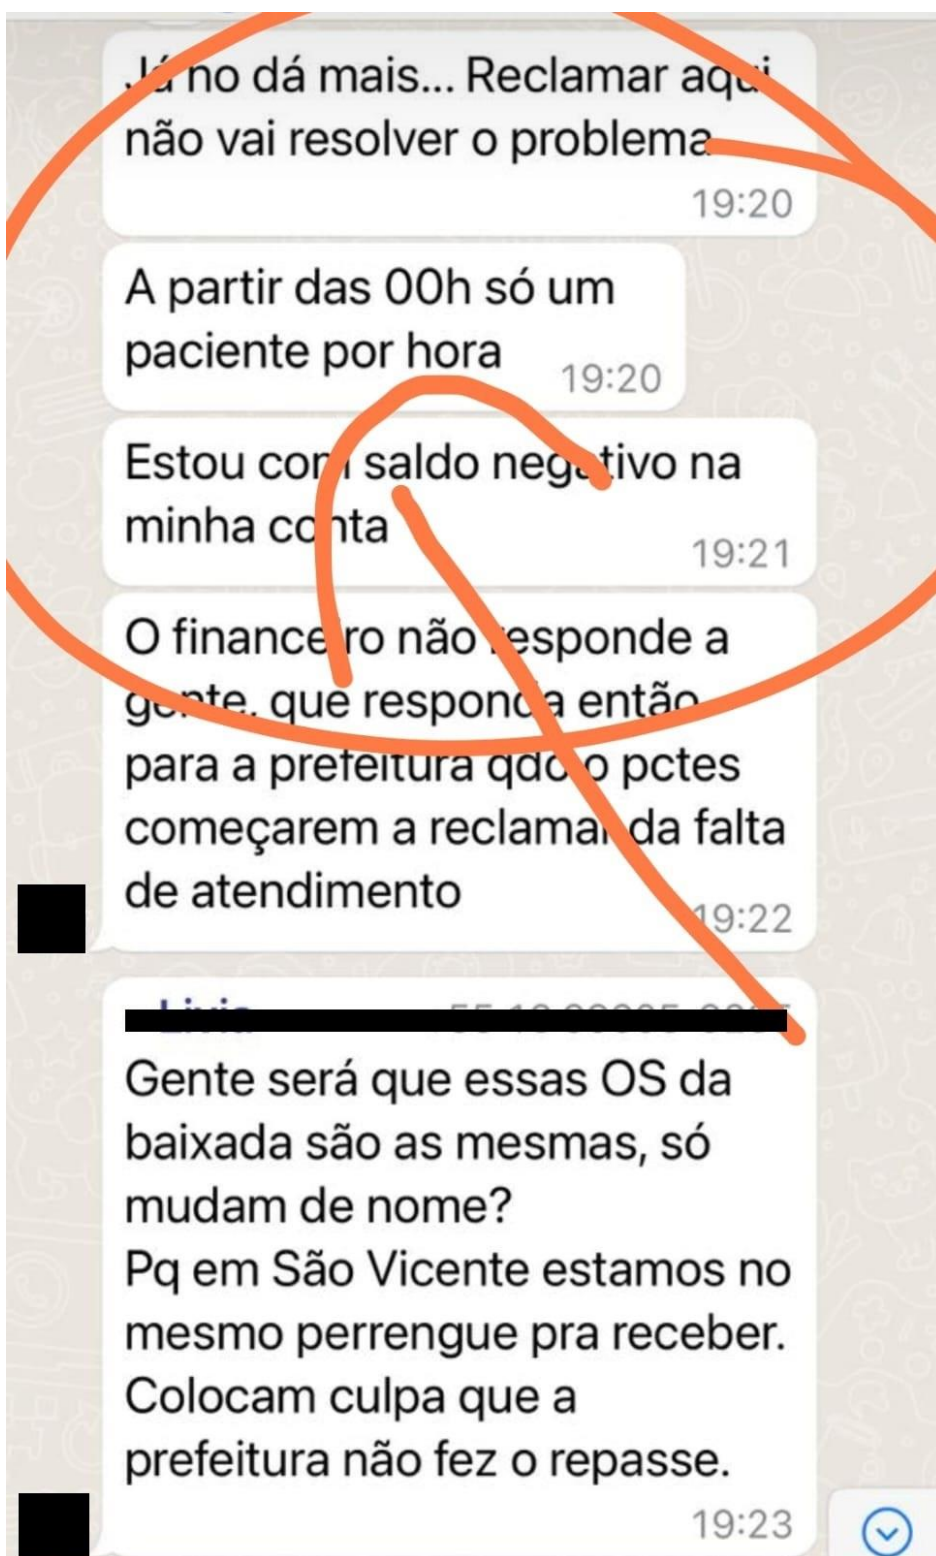 Já no dá mais... Reclamar aqui
não vai resolver o problema
19:20
A partir das 00h só um
paciente por hora
19:20
Estou com saldo negativo na
minha conta
19:21
O financeiro não responde a
gente, que responda então
para a prefeitura qdo o pctes
começarem a reclamar da falta
de atendimento
19:22
Gente será que essas OS da
baixada são as mesmas, só
mudam de nome?
Pq em São Vicente estamos no
mesmo perrengue pra receber.
Colocam culpa que a
prefeitura não fez o repasse.
19:23